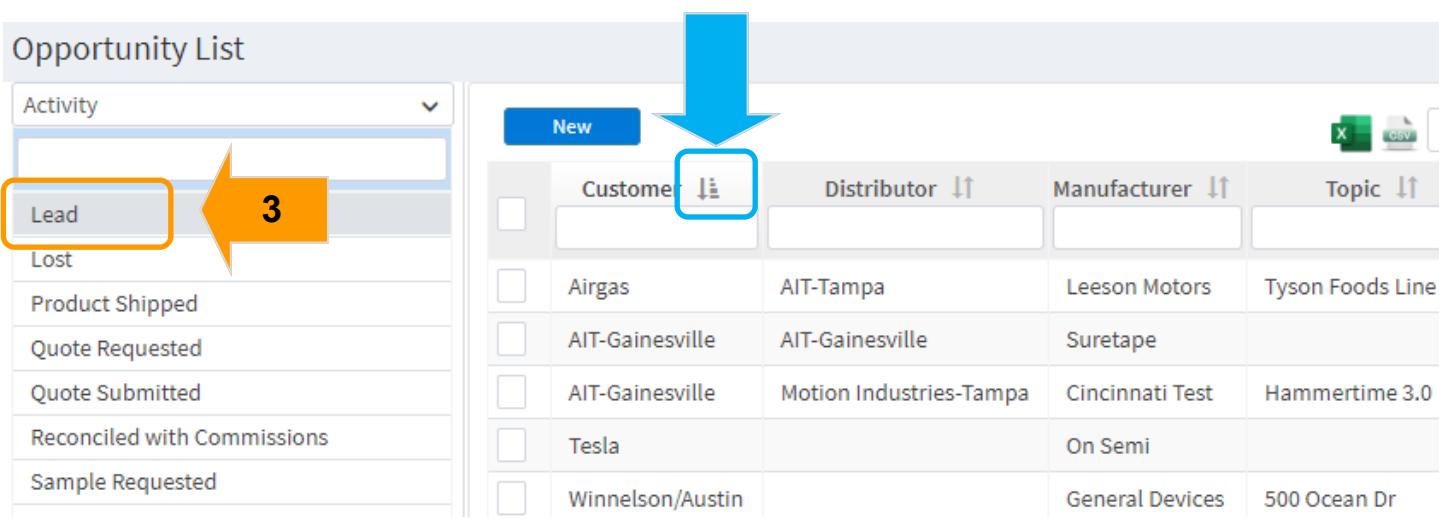 Opportunity List
Activity
New
X
CSV
Lead
3
Lost
Product Shipped
Quote Requested
Quote Submitted
Reconciled with Commissions
Sample Requested
Customer Distributor Manufacturer Topic
Airgas AIT-Tampa Leeson Motors Tyson Foods Line
AIT-Gainesville AIT-Gainesville Suretape
AIT-Gainesville Motion Industries-Tampa Cincinnati Test Hammertime 3.0
Tesla On Semi
Winnelson/Austin General Devices 500 Ocean Dr